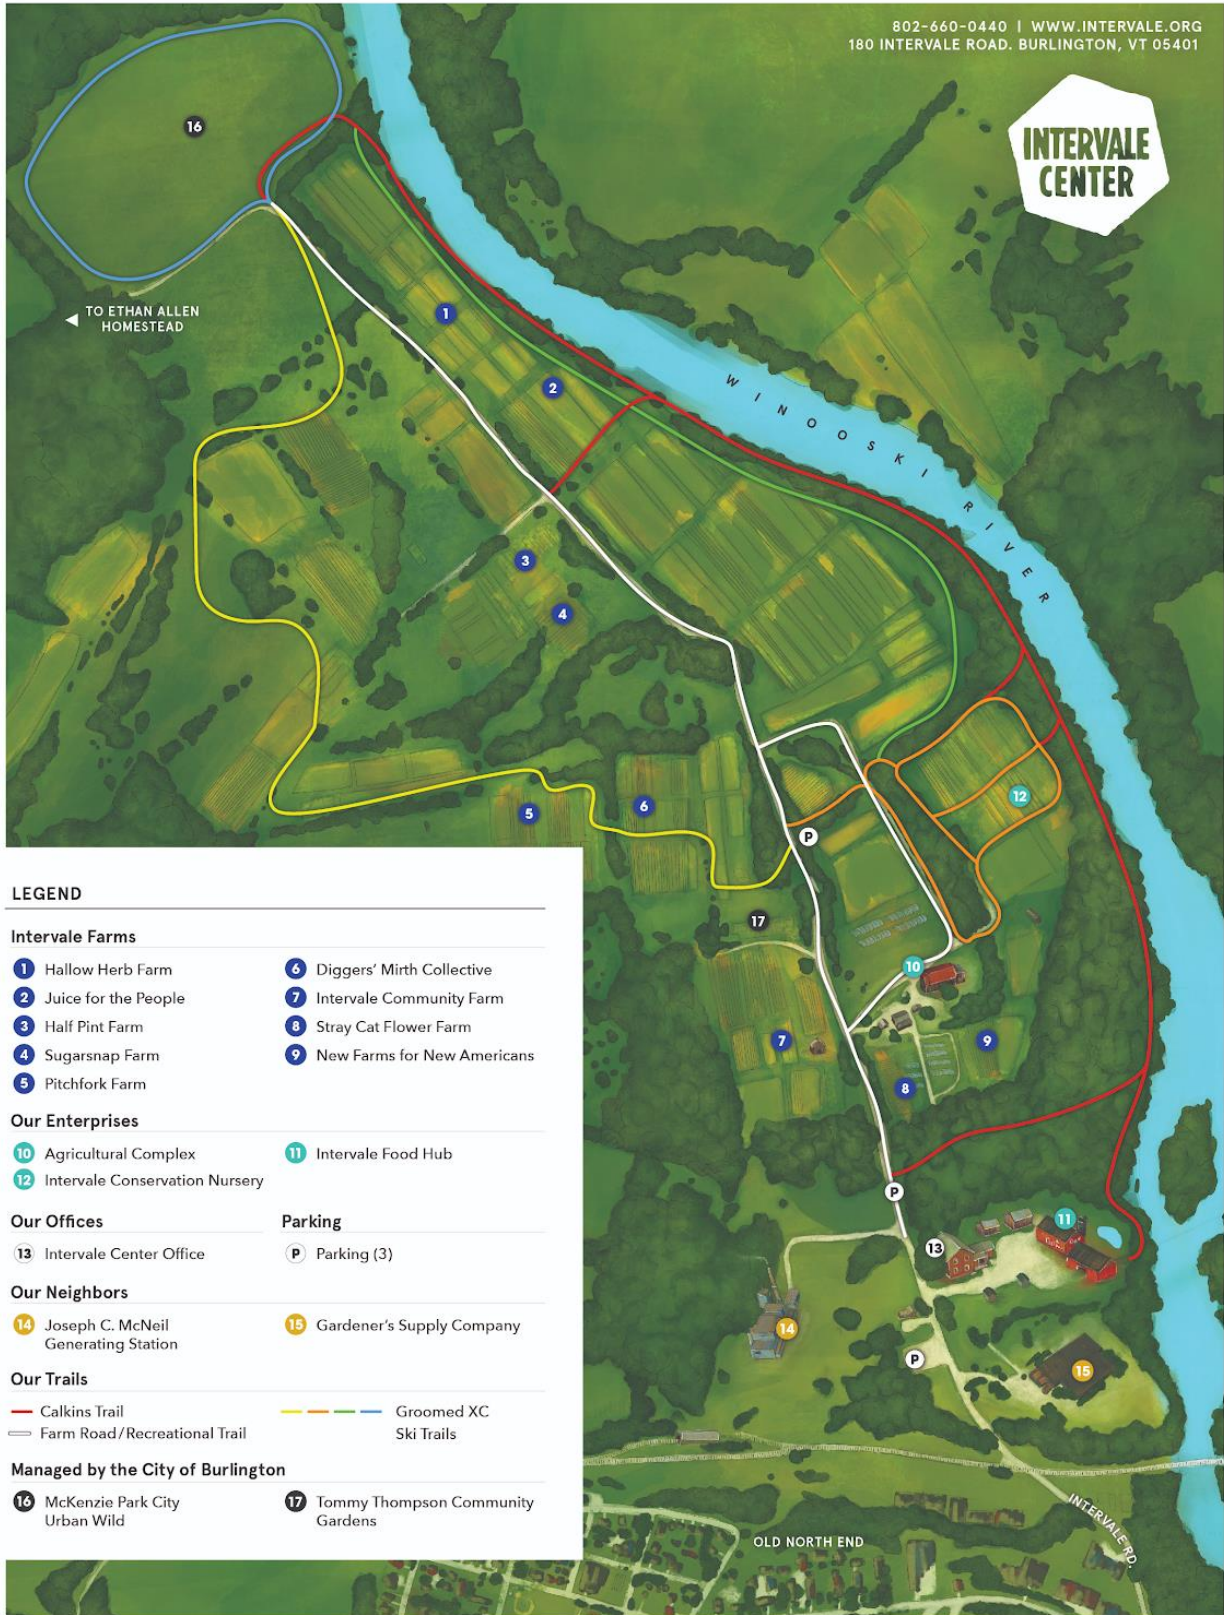 802-660-0440 | WWW.INTERVALE.ORG
180 INTERVALE ROAD. BURLINGTON, VT 05401
INTERVALE
CENTER
16
TO ETHAN ALLEN
HOMESTEAD
1
2
WINOOSKI RIVER
3
4
12
5
6
P
17
10
7
9
8
P
11
13
14
P
15
INTERVALE RD.
OLD NORTH END
LEGEND
Intervale Farms
1 Hallow Herb Farm
2 Juice for the People
3 Half Pint Farm
4 Sugarsnap Farm
5 Pitchfork Farm
6 Diggers' Mirth Collective
7 Intervale Community Farm
8 Stray Cat Flower Farm
9 New Farms for New Americans
Our Enterprises
10 Agricultural Complex
11 Intervale Food Hub
12 Intervale Conservation Nursery
Our Offices
13 Intervale Center Office
Parking
P Parking (3)
Our Neighbors
14 Joseph C. McNeil
Generating Station
15 Gardener's Supply Company
Our Trails
Calkins Trail
Farm Road/Recreational Trail
Groomed XC
Ski Trails
Managed by the City of Burlington
16 McKenzie Park City
Urban Wild
17 Tommy Thompson Community
Gardens